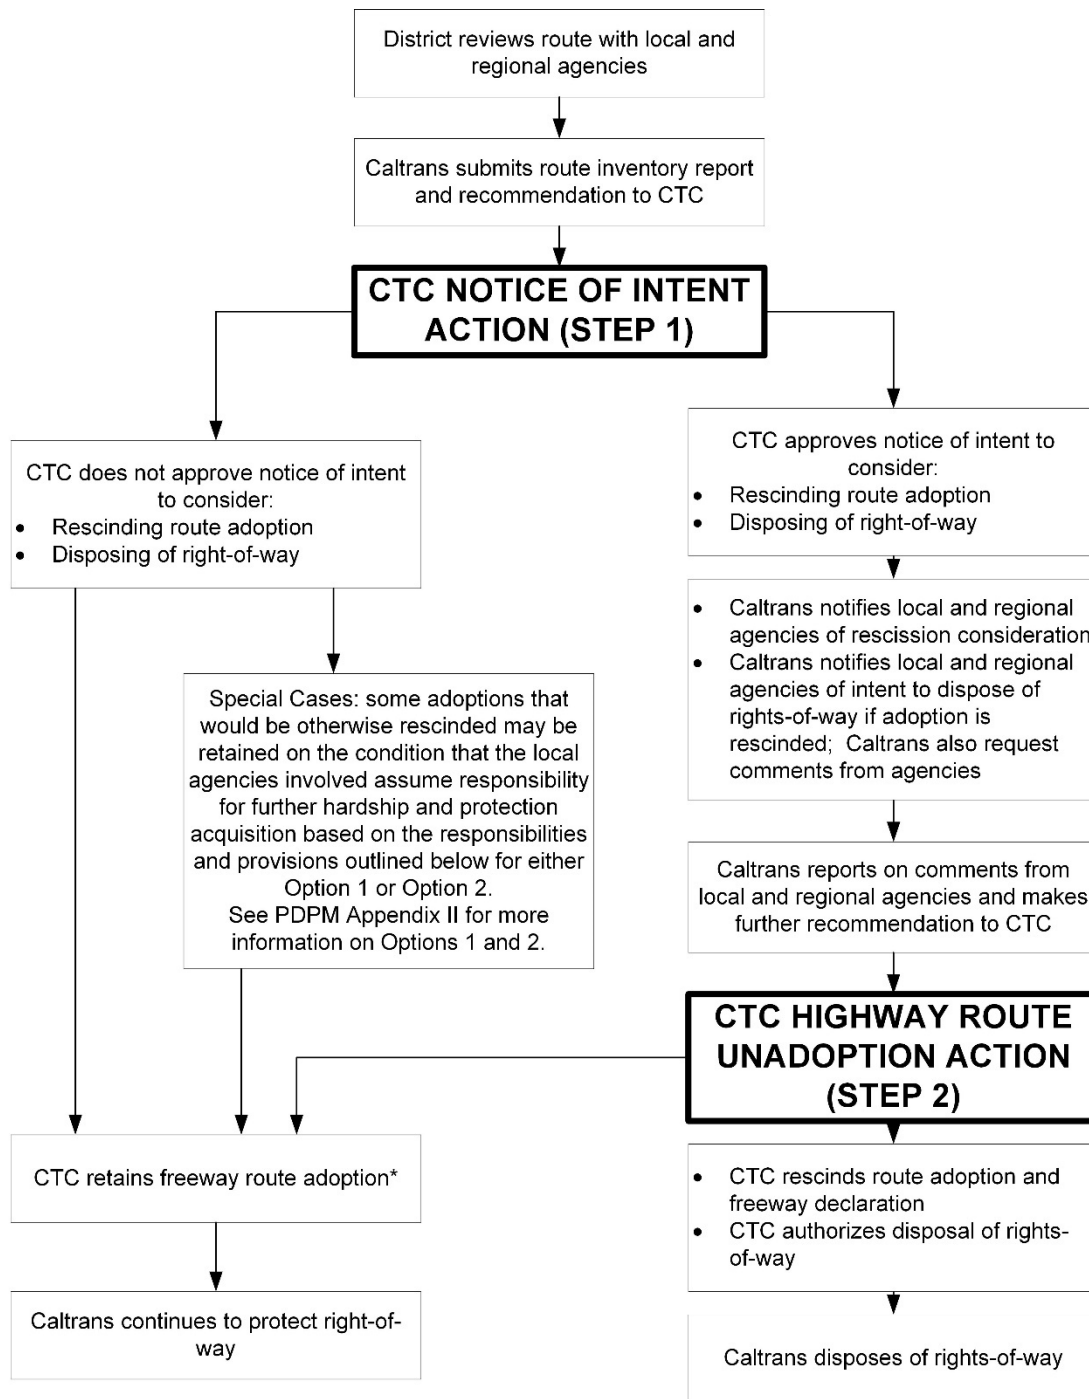 District reviews route with local and
regional agencies
Caltrans submits route inventory report
and recommendation to CTC
CTC NOTICE OF INTENT
ACTION (STEP 1)
CTC does not approve notice of intent
to consider:
• Rescinding route adoption
• Disposing of right-of-way
CTC approves notice of intent to
consider:
• Rescinding route adoption
• Disposing of right-of-way
• Caltrans notifies local and regional
agencies of rescission consideration
• Caltrans notifies local and regional
agencies of intent to dispose of
rights-of-way if adoption is
rescinded; Caltrans also request
comments from agencies
Special Cases: some adoptions that
would be otherwise rescinded may be
retained on the condition that the local
agencies involved assume responsibility
for further hardship and protection
acquisition based on the responsibilities
and provisions outlined below for either
Option 1 or Option 2.
See PDPM Appendix II for more
information on Options 1 and 2.
Caltrans reports on comments from
local and regional agencies and makes
further recommendation to CTC
CTC HIGHWAY ROUTE
UNADOPTION ACTION
(STEP 2)
CTC retains freeway route adoption*
• CTC rescinds route adoption and
freeway declaration
• CTC authorizes disposal of rights-
of-way
Caltrans continues to protect right-of-
way
Caltrans disposes of rights-of-way